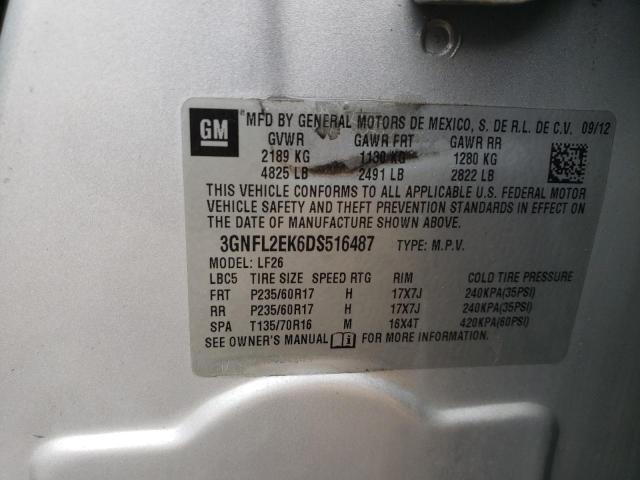 GM
MFD BY GENERAL MOTORS DE MEXICO, S. DE R.L. DE C.V. 09/12
GVWR GAWR FRT GAWR RR
2189 KG 1130 KG 1280 KG
4825 LB 2491 LB 2822 LB
THIS VEHICLE CONFORMS TO ALL APPLICABLE U.S. FEDERAL MOTOR
VEHICLE SAFETY AND THEFT PREVENTION STANDARDS IN EFFECT ON
THE DATE OF MANUFACTURE SHOWN ABOVE.
3GNFL2EK6DS516487 TYPE: M.P.V.
MODEL: LF26
LBC5 TIRE SIZE SPEED RTG RIM COLD TIRE PRESSURE
FRT P235/60R17 H 17X7J 240KPA(35PSI)
RR P235/60R17 H 17X7J 240KPA(35PSI)
SPA T135/70R16 M 16X4T 420KPA(60PSI)
SEE OWNER'S MANUAL FOR MORE INFORMATION.